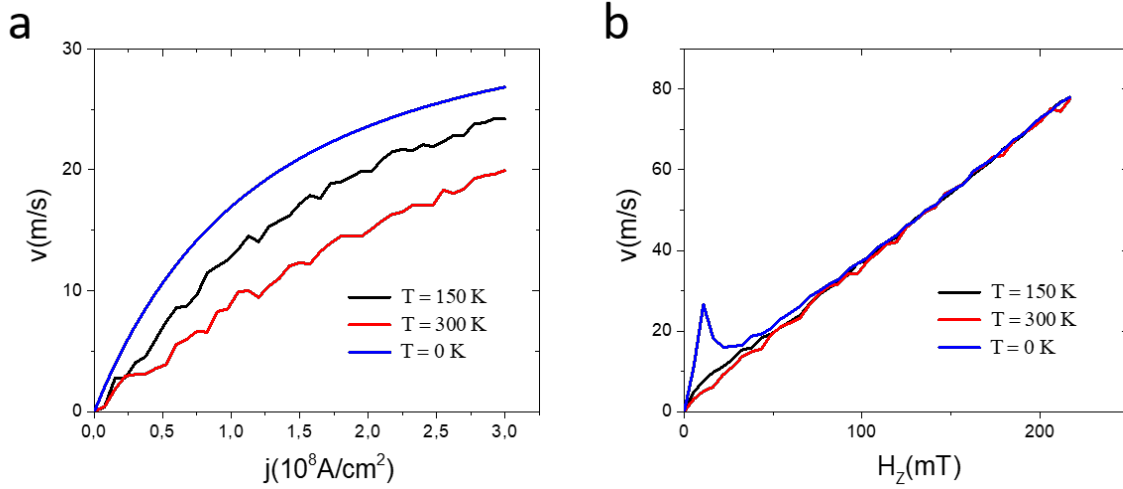 a
30
20
10
0
v(m/s)
0,0 0,5 1,0 1,5 2,0 2,5 3,0
j(10⁸A/cm²)
T = 150 K
T = 300 K
T = 0 K
b
80
60
40
20
0
v(m/s)
0 100 200
H_Z(mT)
T = 150 K
T = 300 K
T = 0 K